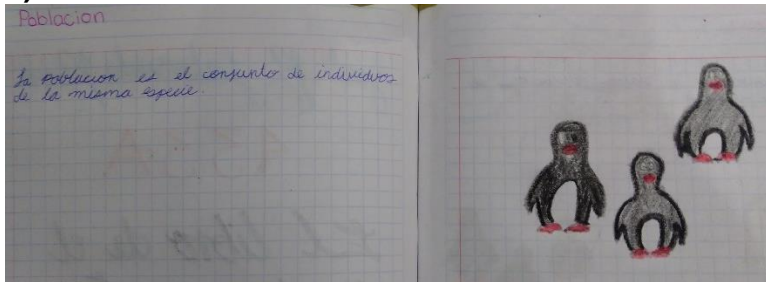 Poblacion
La poblacion es el conjunto de individuos
de la misma especie.